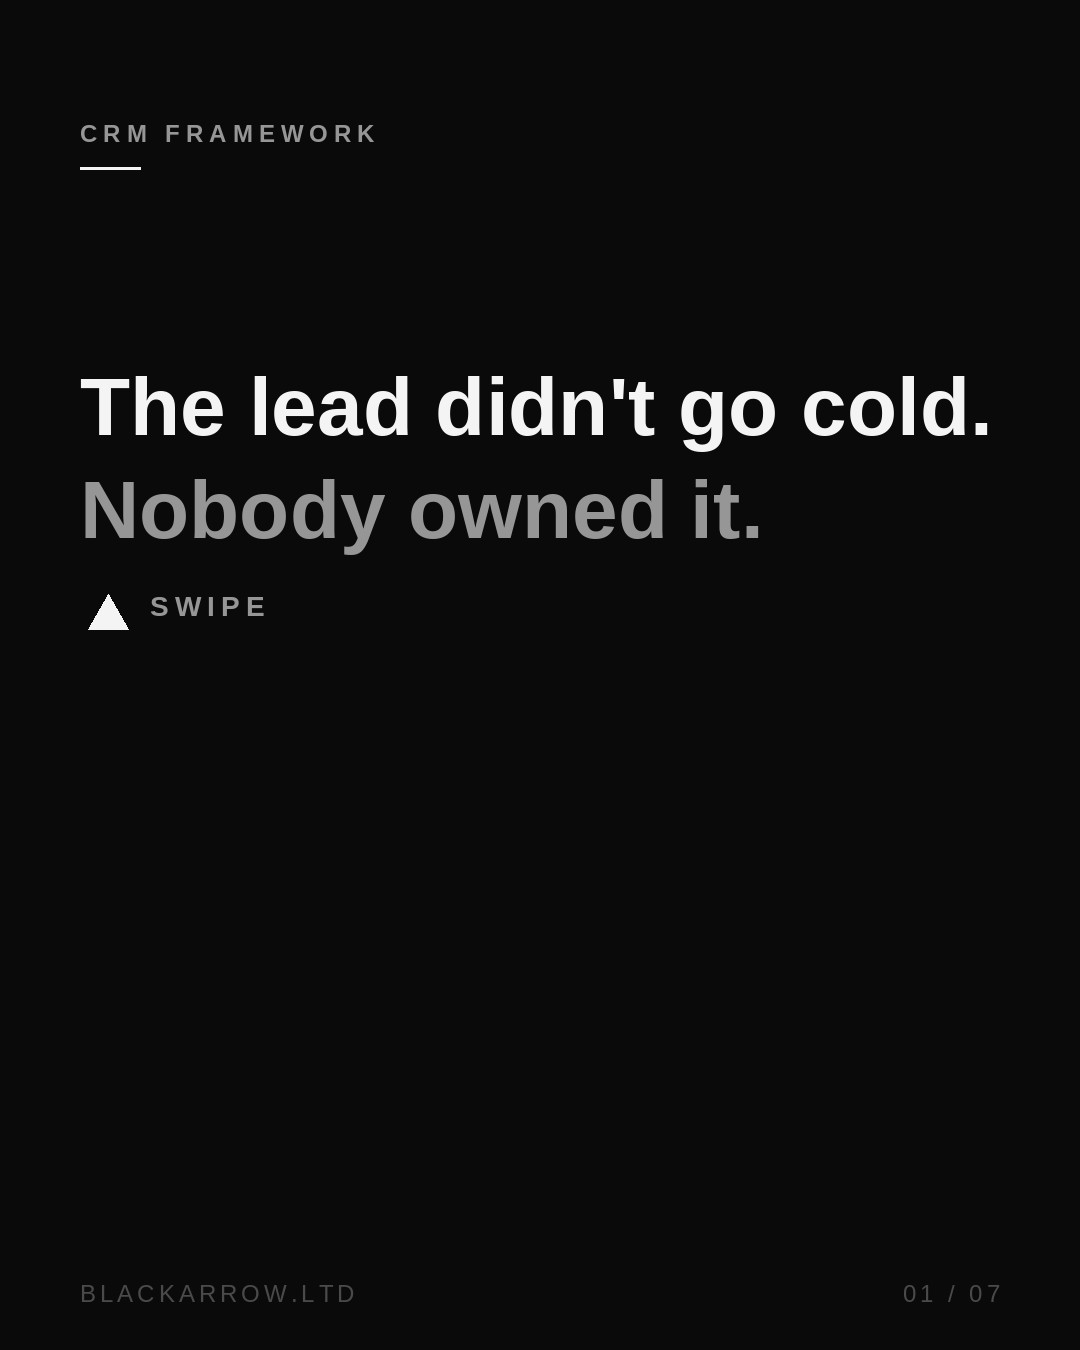 CRM FRAMEWORK
The lead didn't go cold.
Nobody owned it.
SWIPE
BLACKARROW.LTD
01 / 07